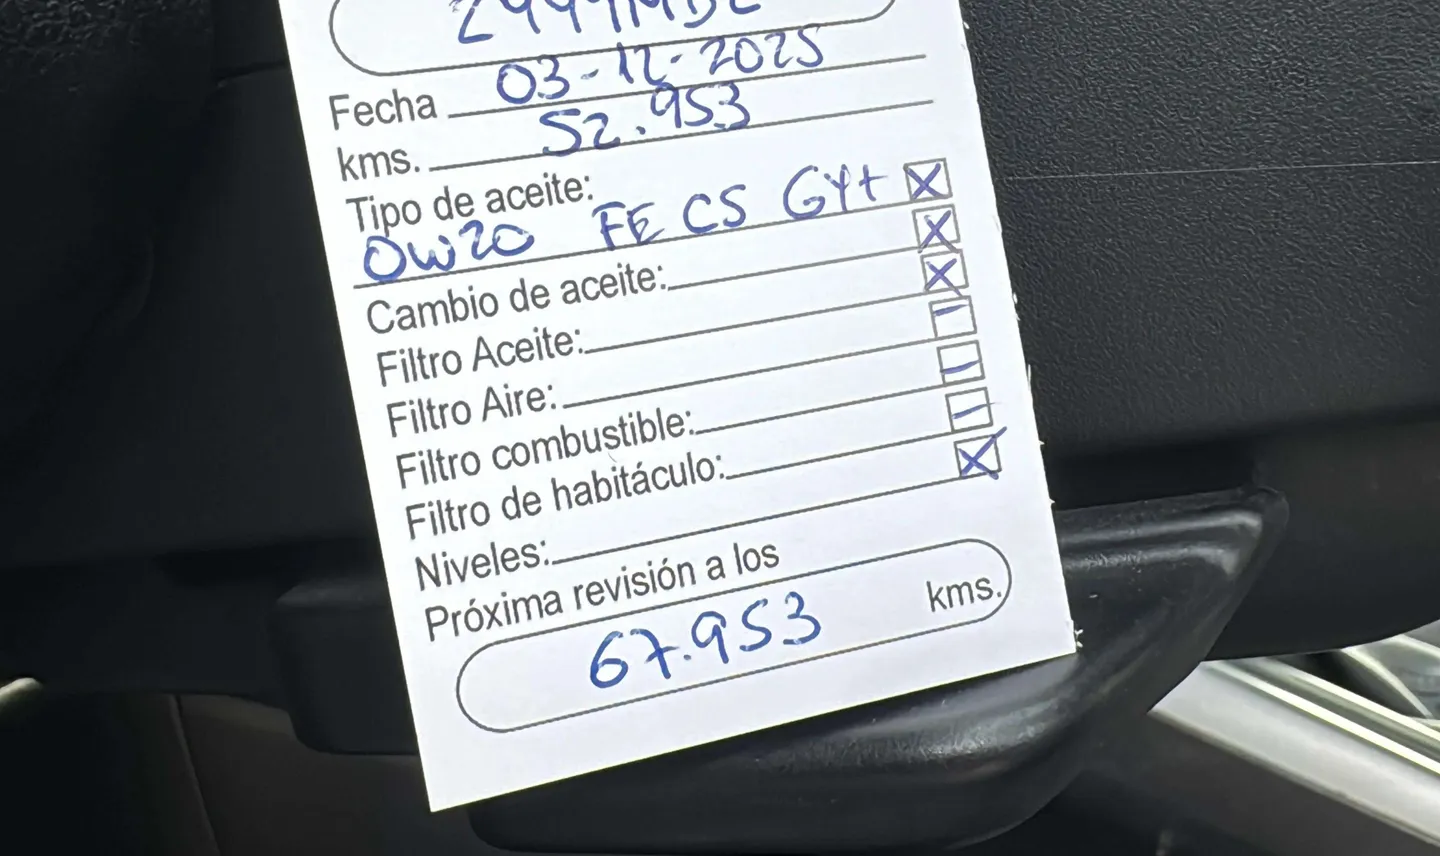 Fecha 03-12-2025
kms. 52.953
Tipo de aceite:
0W20 FE CS GY+
Cambio de aceite:
Filtro Aceite:
Filtro Aire:
Filtro combustible:
Filtro de habitáculo:
Niveles:
Próxima revisión a los
67.953 kms.